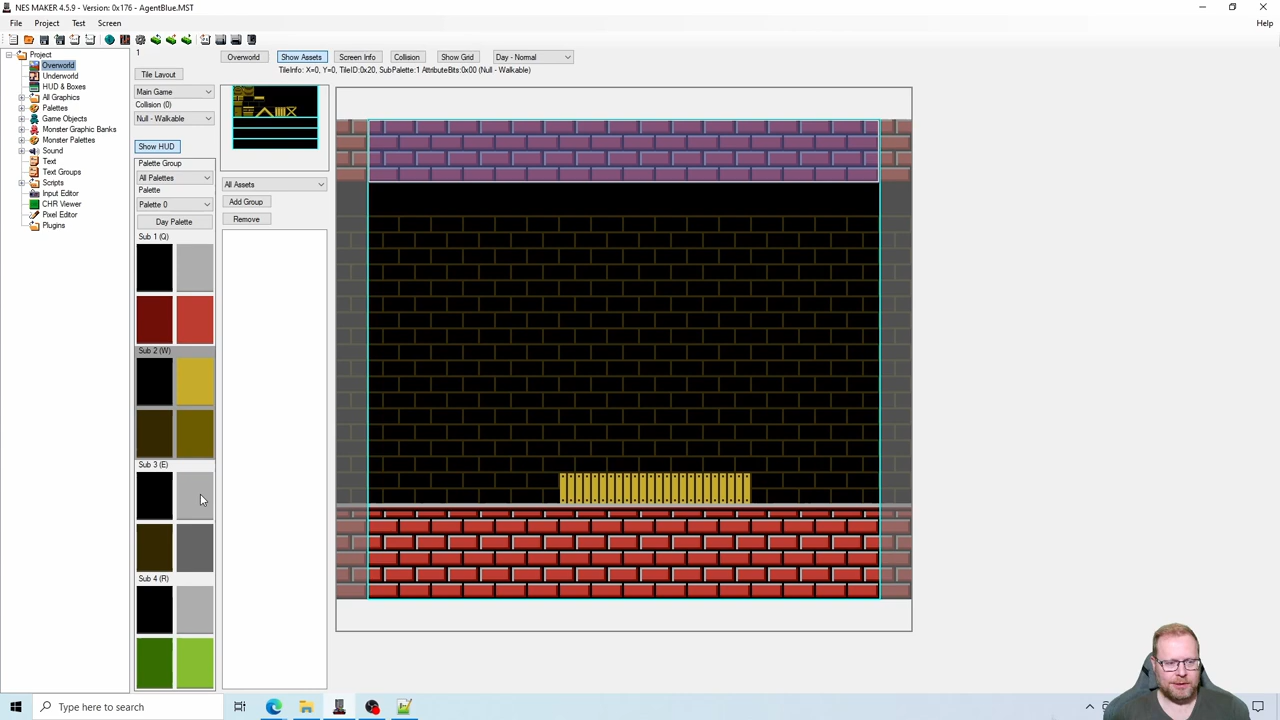 NES MAKER 4.5.9 - Version: 0x176 - AgentBlue.MST
File Project Test Screen Help
Project
Overworld
Underworld
HUD & Boxes
All Graphics
Palettes
Game Objects
Monster Graphic Banks
Monster Palettes
Sound
Text
Text Groups
Scripts
Input Editor
CHR Viewer
Pixel Editor
Plugins
1
Tile Layout
Main Game
Collision (0)
Null - Walkable
Show HUD
Palette Group
All Palettes
Palette
Palette 0
Day Palette
Sub 1 (Q)
Sub 2 (W)
Sub 3 (E)
Sub 4 (R)
Overworld Show Assets Screen Info Collision Show Grid Day - Normal
TileInfo: X=0, Y=0, TileID:0x20, SubPalette:1 AttributeBits:0x00 (Null - Walkable)
All Assets
Add Group
Remove
Type here to search